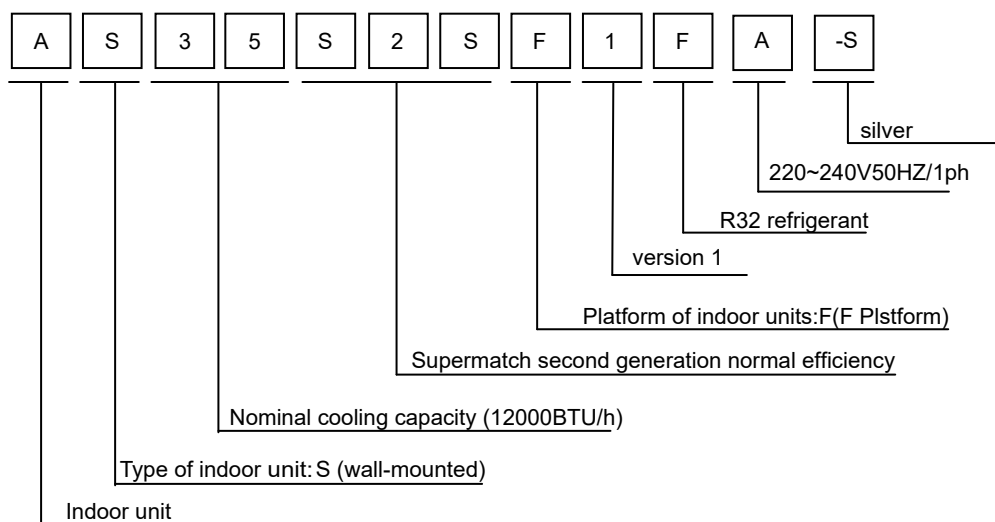 A S 3 5 S 2 S F 1 F A -S
silver
220~240V50HZ/1ph
R32 refrigerant
version 1
Platform of indoor units:F(F Plstform)
Supermatch second generation normal efficiency
Nominal cooling capacity (12000BTU/h)
Type of indoor unit: S (wall-mounted)
Indoor unit